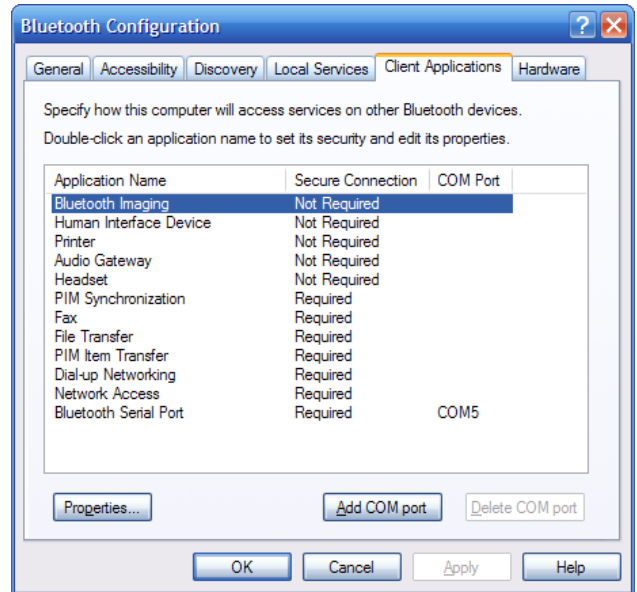 Bluetooth Configuration
General Accessibility Discovery Local Services Client Applications Hardware
Specify how this computer will access services on other Bluetooth devices.
Double-click an application name to set its security and edit its properties.
Application Name Secure Connection COM Port
Bluetooth Imaging Not Required
Human Interface Device Not Required
Printer Not Required
Audio Gateway Not Required
Headset Not Required
PIM Synchronization Required
Fax Required
File Transfer Required
PIM Item Transfer Required
Dial-up Networking Required
Network Access Required
Bluetooth Serial Port Required COM5
Properties... Add COM port Delete COM port
OK Cancel Apply Help